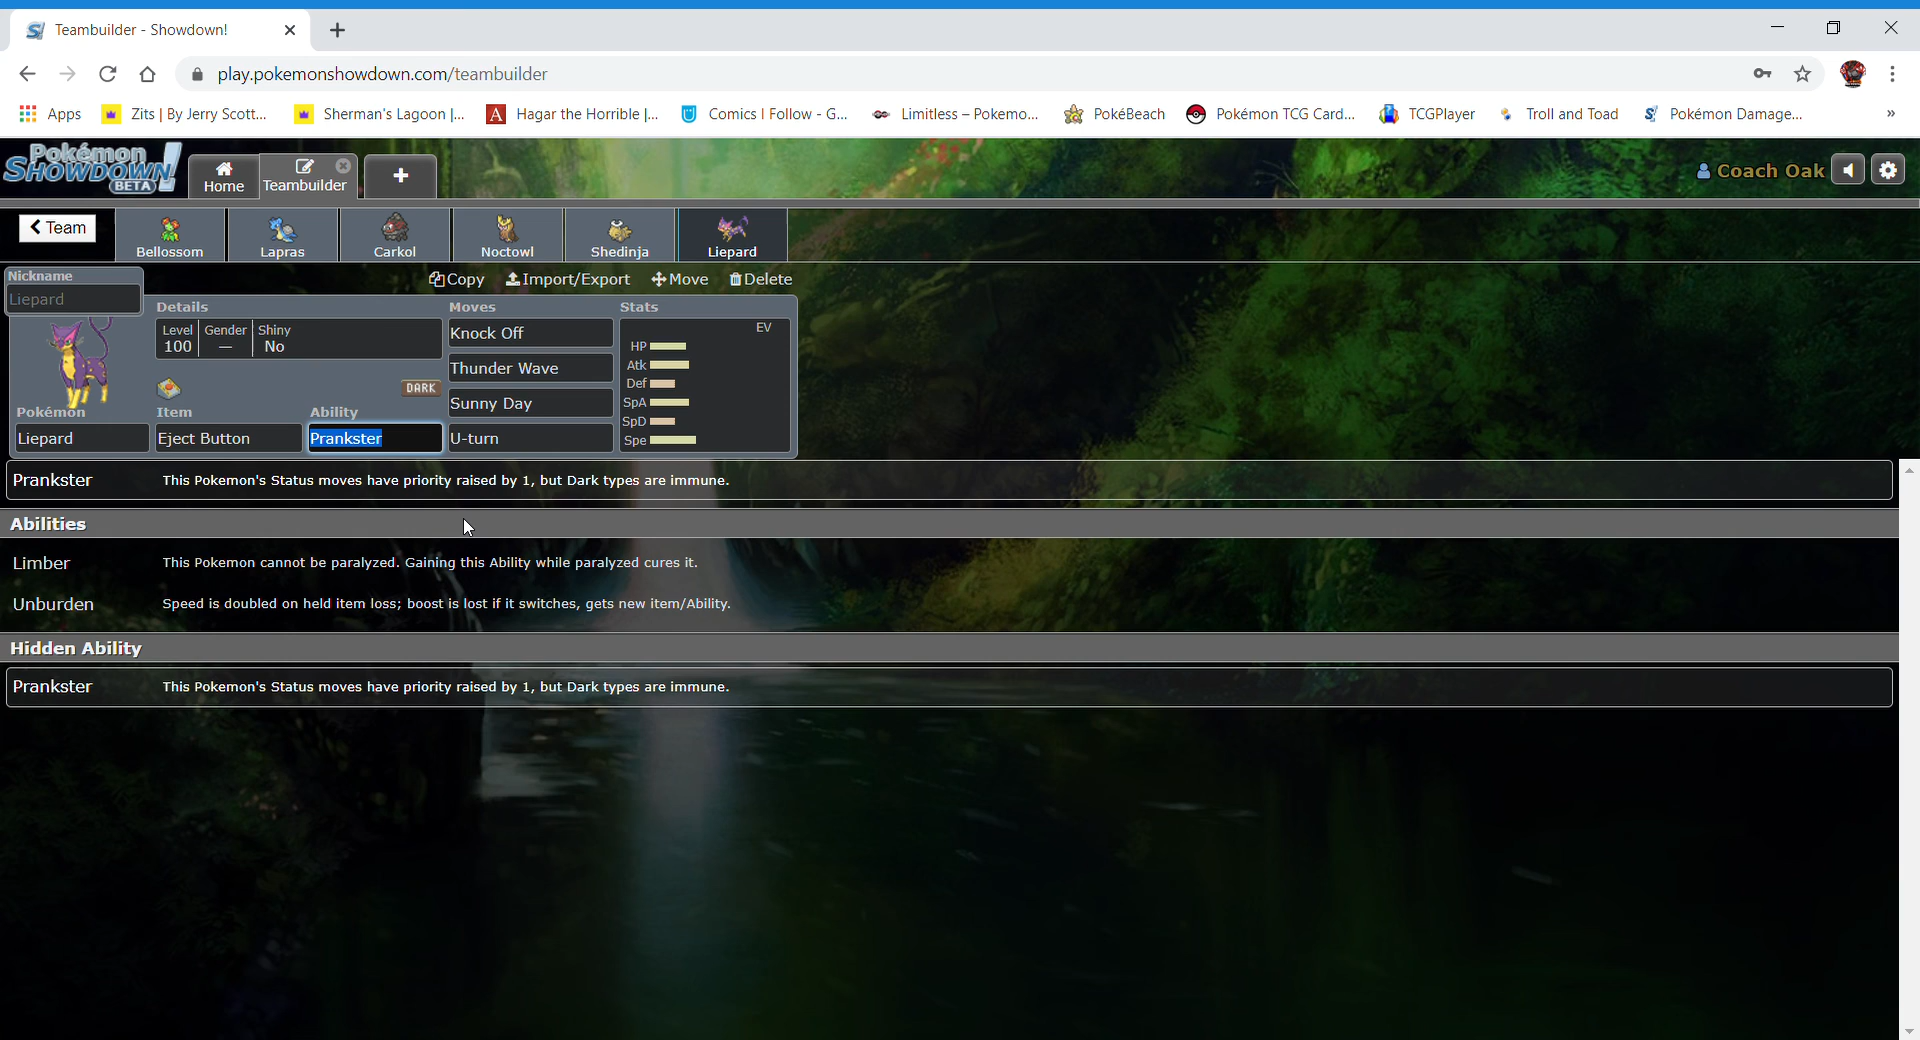 Teambuilder - Showdown!
play.pokemonshowdown.com/teambuilder
Apps Zits | By Jerry Scott... Sherman's Lagoon |... Hagar the Horrible |... Comics I Follow - G... Limitless – Pokemo... PokéBeach Pokémon TCG Card... TCGPlayer Troll and Toad Pokémon Damage... »
Pokémon
SHOWDOWN!
BETA
Home
Teambuilder
Coach Oak
Team
Bellossom Lapras Carkol Noctowl Shedinja Liepard
Copy Import/Export Move Delete
Nickname
Liepard
Details Moves Stats
Level Gender Shiny
100 — No
Knock Off
Thunder Wave
Sunny Day
U-turn
EV
HP
Atk
Def
SpA
SpD
Spe
DARK
Pokémon Item Ability
Liepard Eject Button Prankster
Prankster This Pokemon's Status moves have priority raised by 1, but Dark types are immune.
Abilities
Limber This Pokemon cannot be paralyzed. Gaining this Ability while paralyzed cures it.
Unburden Speed is doubled on held item loss; boost is lost if it switches, gets new item/Ability.
Hidden Ability
Prankster This Pokemon's Status moves have priority raised by 1, but Dark types are immune.